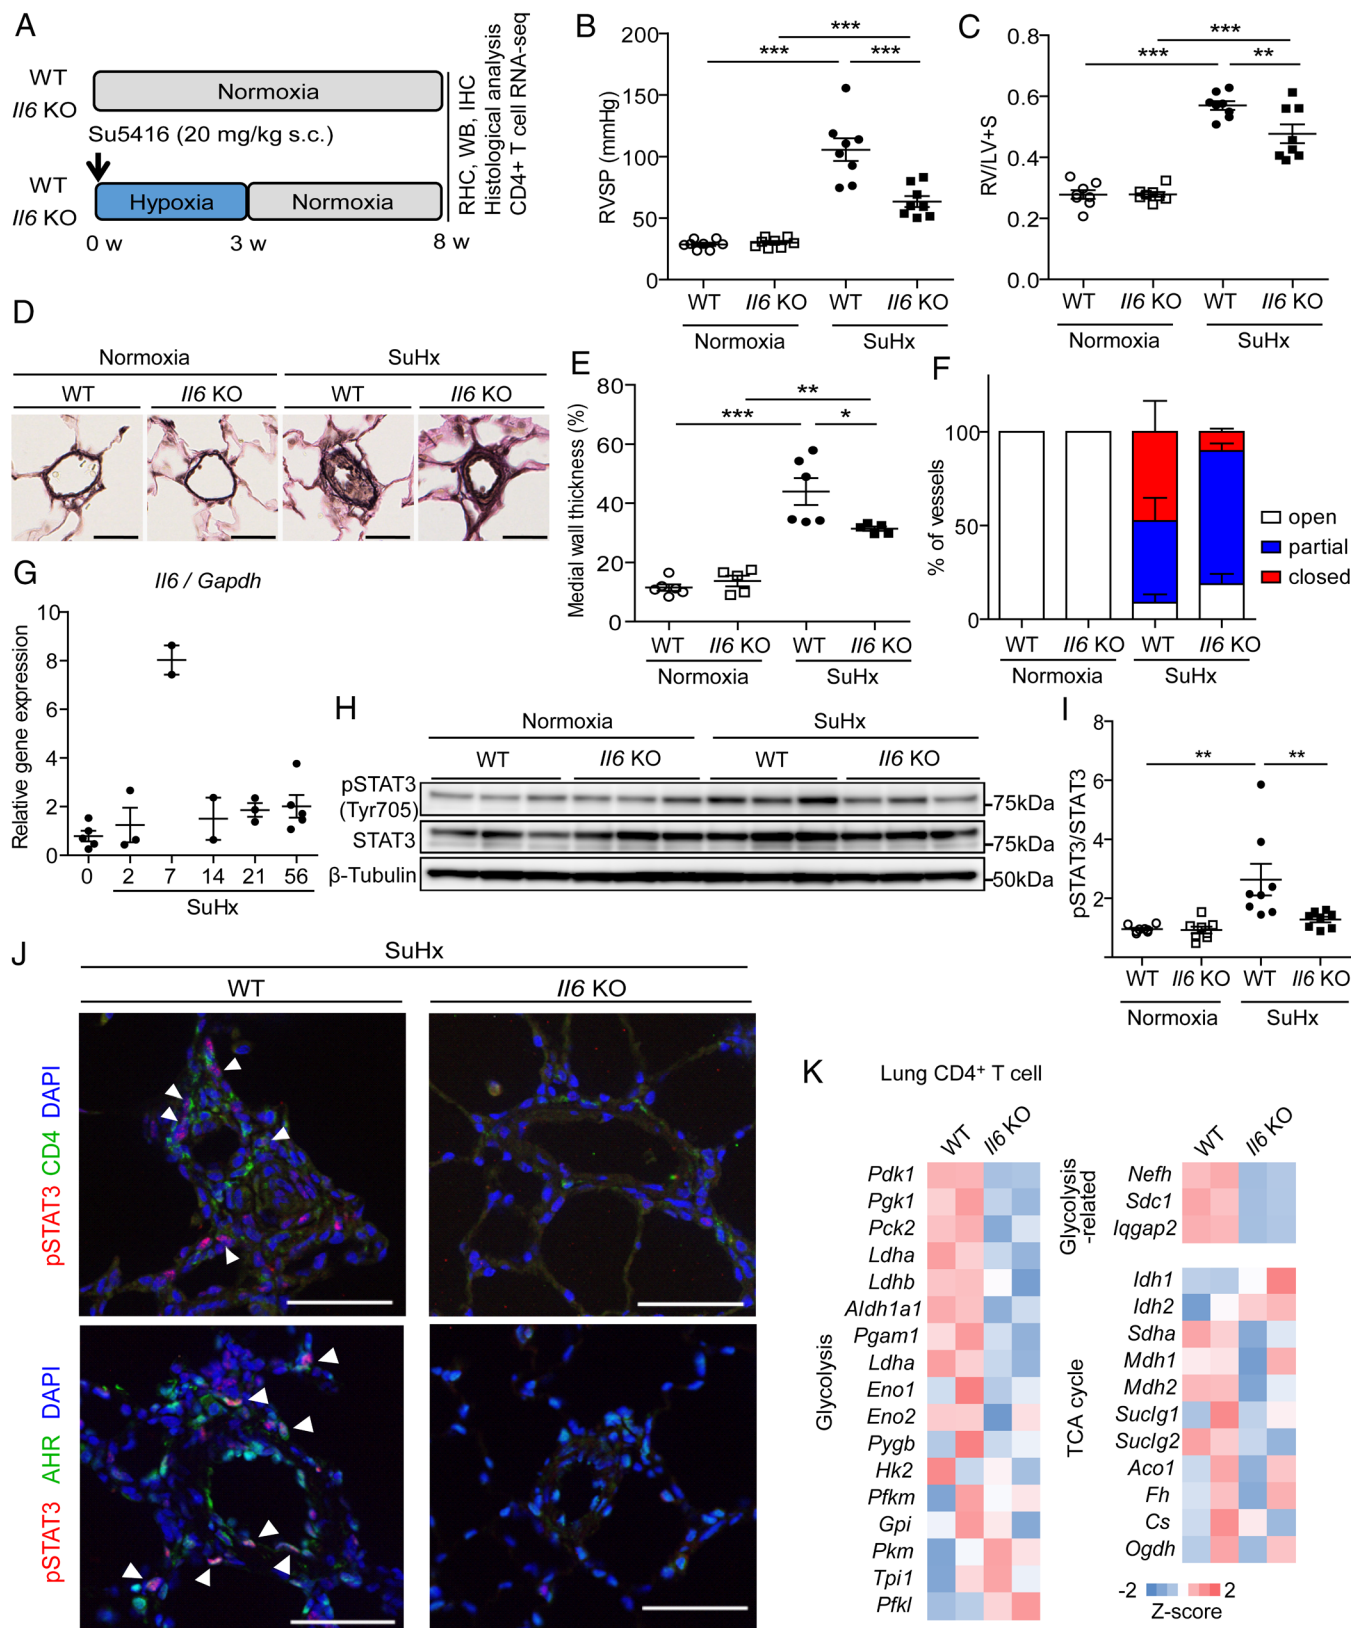 A
WT
Il6 KO
Normoxia
Su5416 (20 mg/kg s.c.)
WT
Il6 KO
Hypoxia
Normoxia
0 w
3 w
8 w
RHC, WB, IHC
Histological analysis
CD4+ T cell RNA-seq
B
RVSP (mmHg)
200
150
100
50
0
***
***
***
WT
Il6 KO
WT
Il6 KO
Normoxia
SuHx
C
RV/LV+S
0.8
0.6
0.4
0.2
0.0
***
***
**
WT
Il6 KO
WT
Il6 KO
Normoxia
SuHx
D
Normoxia
SuHx
WT
Il6 KO
WT
Il6 KO
E
Medial wall thickness (%)
80
60
40
20
0
**
***
*
WT
Il6 KO
WT
Il6 KO
Normoxia
SuHx
F
% of vessels
100
50
0
open
partial
closed
WT
Il6 KO
WT
Il6 KO
Normoxia
SuHx
G
Il6 / Gapdh
Relative gene expression
10
8
6
4
2
0
0
2
7
14
21
56
SuHx
H
Normoxia
SuHx
WT
Il6 KO
WT
Il6 KO
pSTAT3
(Tyr705)
75kDa
STAT3
75kDa
β-Tubulin
50kDa
I
pSTAT3/STAT3
8
6
4
2
**
**
WT
Il6 KO
WT
Il6 KO
Normoxia
SuHx
J
SuHx
WT
Il6 KO
pSTAT3 CD4 DAPI
pSTAT3 AHR DAPI
K
Lung CD4+ T cell
WT
Il6 KO
Glycolysis
Pdk1
Pgk1
Pck2
Ldha
Ldhb
Aldh1a1
Pgam1
Ldha
Eno1
Eno2
Pygb
Hk2
Pfkm
Gpi
Pkm
Tpi1
Pfkl
WT
Il6 KO
Glycolysis
-related
Nefh
Sdc1
Iqgap2
TCA cycle
Idh1
Idh2
Sdha
Mdh1
Mdh2
Suclg1
Suclg2
Aco1
Fh
Cs
Ogdh
-2
2
Z-score